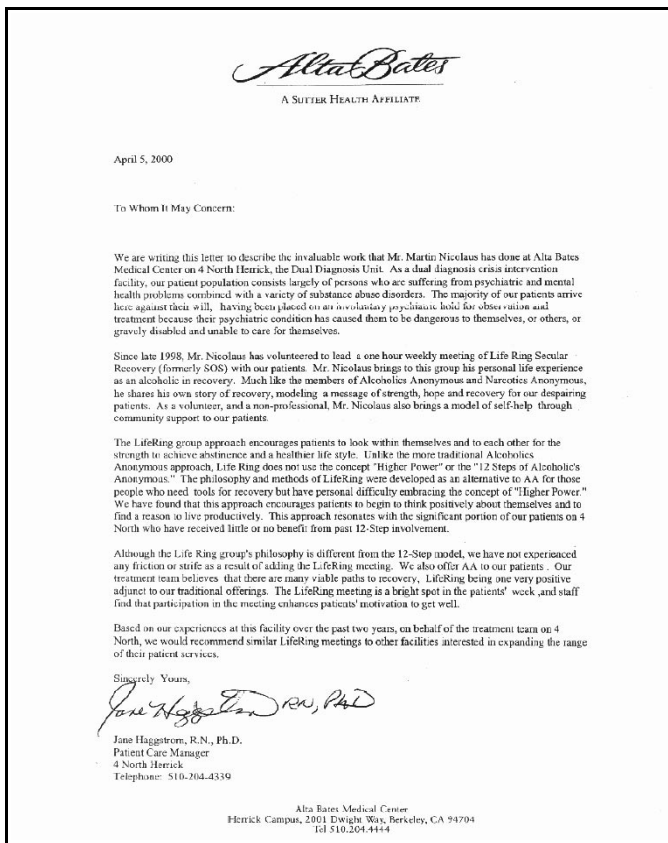 Alta Bates
A SUTTER HEALTH AFFILIATE
April 5, 2000
To Whom It May Concern:
We are writing this letter to describe the invaluable work that Mr. Martin Nicolaus has done at Alta Bates
Medical Center on 4 North Herrick, the Dual Diagnosis Unit. As a dual diagnosis crisis intervention
facility, our patient population consists largely of persons who are suffering from psychiatric and mental
health problems combined with a variety of substance abuse disorders. The majority of our patients arrive
here against their will, having been placed on an involuntary psychiatric hold for observation and
treatment because their psychiatric condition has caused them to be dangerous to themselves, or others, or
gravely disabled and unable to care for themselves.
Since late 1998, Mr. Nicolaus has volunteered to lead a one hour weekly meeting of Life Ring Secular
Recovery (formerly SOS) with our patients. Mr. Nicolaus brings to this group his personal life experience
as an alcoholic in recovery. Much like the members of Alcoholics Anonymous and Narcotics Anonymous,
he shares his own story of recovery, modeling a message of strength, hope and recovery for our despairing
patients. As a volunteer, and a non-professional, Mr. Nicolaus also brings a model of self-help through
community support to our patients.
The LifeRing group approach encourages patients to look within themselves and to each other for the
strength to achieve abstinence and a healthier life style. Unlike the more traditional Alcoholics
Anonymous approach, Life Ring does not use the concept "Higher Power" or the "12 Steps of Alcoholic's
Anonymous." The philosophy and methods of LifeRing were developed as an alternative to AA for those
people who need tools for recovery but have personal difficulty embracing the concept of "Higher Power."
We have found that this approach encourages patients to begin to think positively about themselves and to
find a reason to live productively. This approach resonates with the significant portion of our patients on 4
North who have received little or no benefit from past 12-Step involvement.
Although the Life Ring group's philosophy is different from the 12-Step model, we have not experienced
any friction or strife as a result of adding the LifeRing meeting. We also offer AA to our patients . Our
treatment team believes that there are many viable paths to recovery, LifeRing being one very positive
adjunct to our traditional offerings. The LifeRing meeting is a bright spot in the patients' week ,and staff
find that participation in the meeting enhances patients' motivation to get well.
Based on our experiences at this facility over the past two years, on behalf of the treatment team on 4
North, we would recommend similar LifeRing meetings to other facilities interested in expanding the range
of their patient services.
Sincerely Yours,
Jane Haggstrom RN, PhD
Jane Haggstrom, R.N., Ph.D.
Patient Care Manager
4 North Herrick
Telephone: 510-204-4339
Alta Bates Medical Center
Herrick Campus, 2001 Dwight Way, Berkeley, CA 94704
Tel 510.204.4444